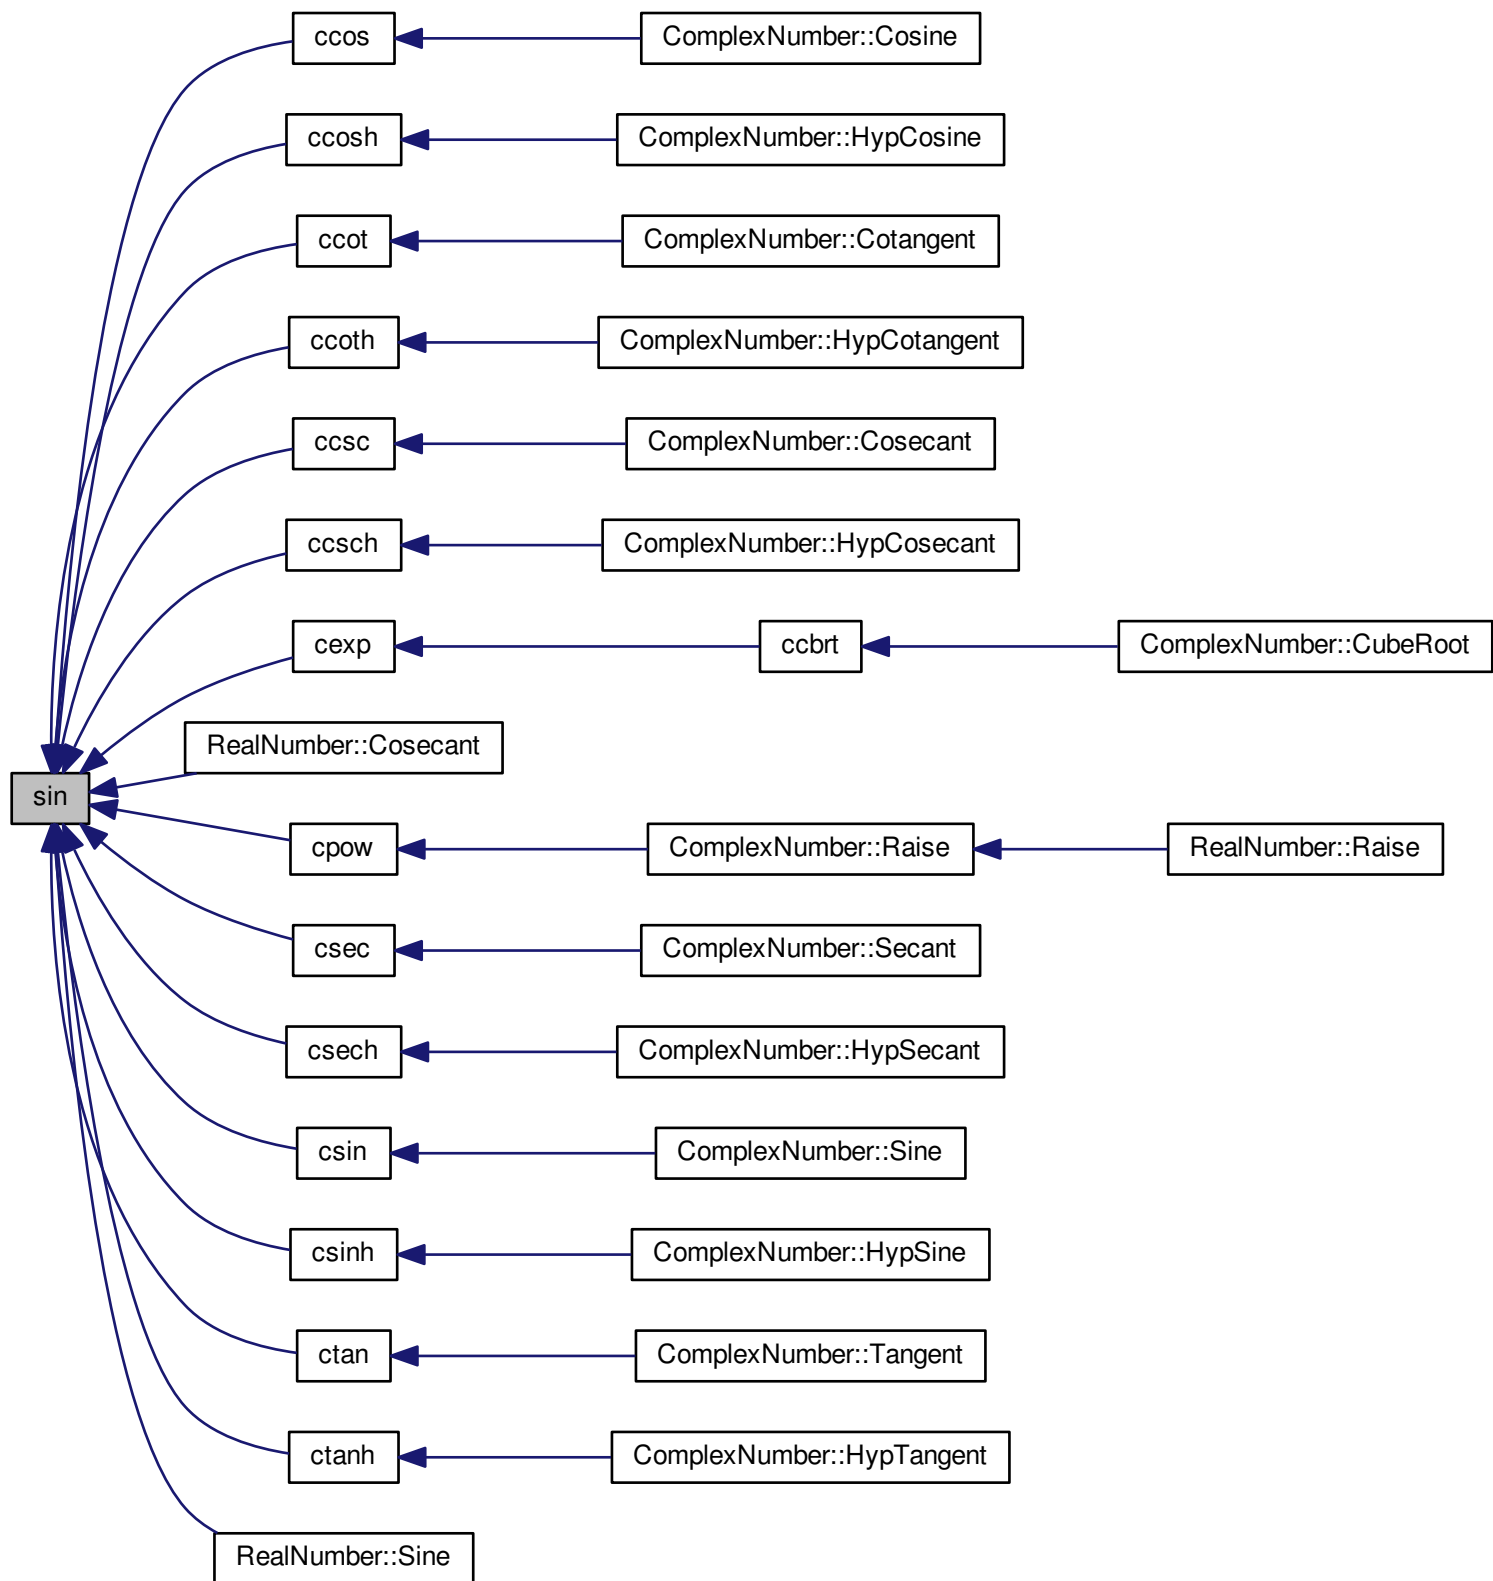 ccos
ComplexNumber::Cosine
ccosh
ComplexNumber::HypCosine
ccot
ComplexNumber::Cotangent
ccoth
ComplexNumber::HypCotangent
ccsc
ComplexNumber::Cosecant
ccsch
ComplexNumber::HypCosecant
cexp
ccbrt
ComplexNumber::CubeRoot
RealNumber::Cosecant
sin
cpow
ComplexNumber::Raise
RealNumber::Raise
csec
ComplexNumber::Secant
csech
ComplexNumber::HypSecant
csin
ComplexNumber::Sine
csinh
ComplexNumber::HypSine
ctan
ComplexNumber::Tangent
ctanh
ComplexNumber::HypTangent
RealNumber::Sine